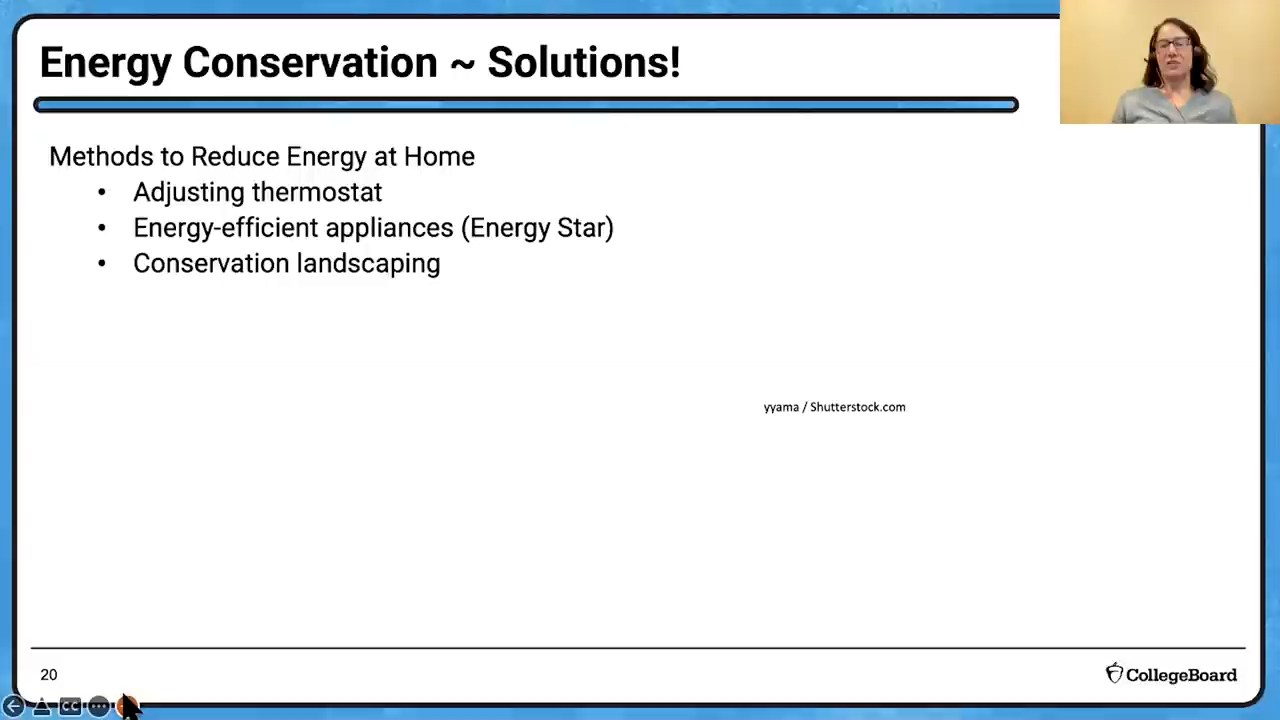 Energy Conservation ~ Solutions!
Methods to Reduce Energy at Home
• Adjusting thermostat
• Energy-efficient appliances (Energy Star)
• Conservation landscaping
yyama / Shutterstock.com
20
CollegeBoard
CC